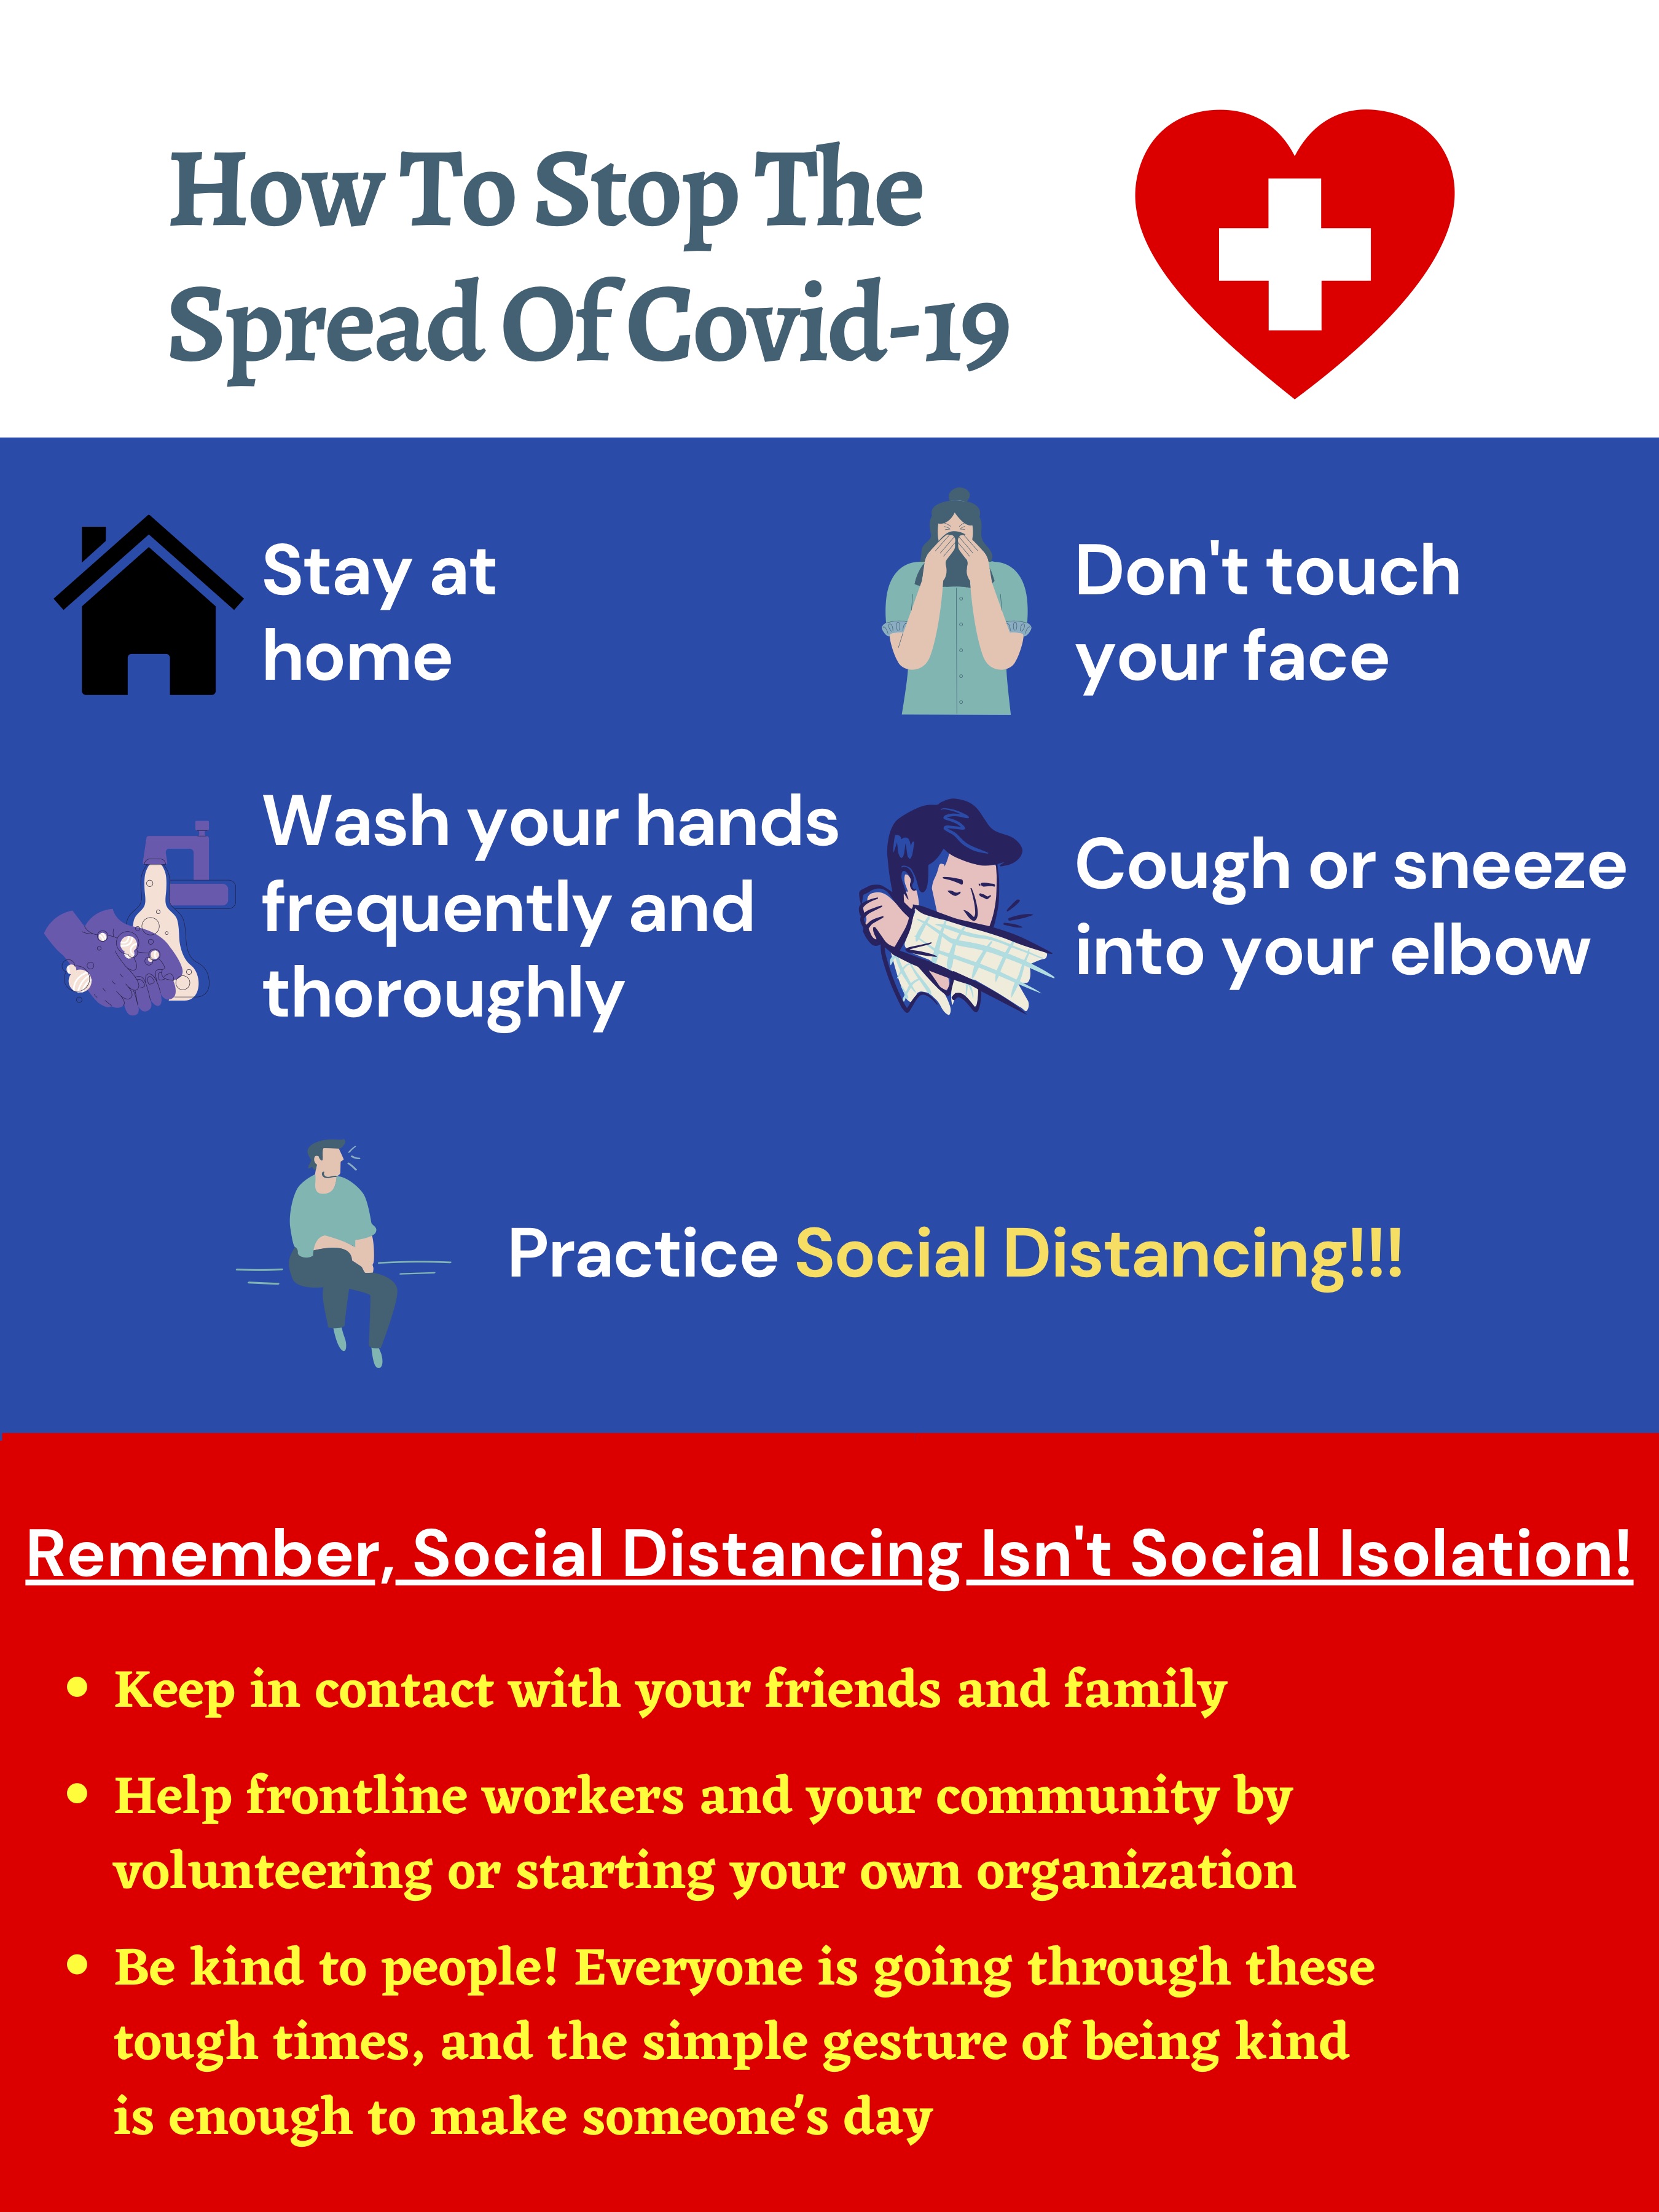 How To Stop The
Spread Of Covid-19
Stay at
home
Don't touch
your face
Wash your hands
frequently and
thoroughly
Cough or sneeze
into your elbow
Practice Social Distancing!!!
Remember, Social Distancing Isn't Social Isolation!
• Keep in contact with your friends and family
• Help frontline workers and your community by
volunteering or starting your own organization
• Be kind to people! Everyone is going through these
tough times, and the simple gesture of being kind
is enough to make someone's day